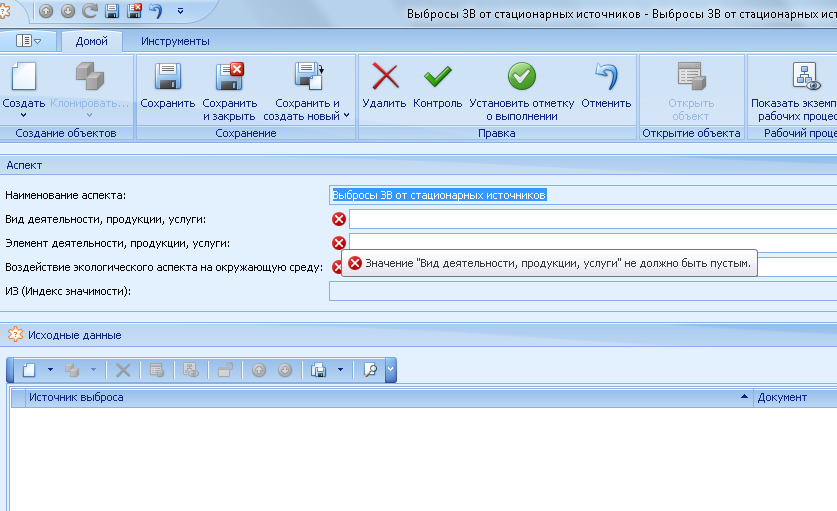 Выбросы ЗВ от стационарных источников - Выбросы ЗВ от стационарных ист
Домой Инструменты
Создать Клонировать... Сохранить Сохранить и закрыть Сохранить и создать новый Удалить Контроль Установить отметку о выполнении Отменить Открыть объект Показать экземп рабочих процес
Создание объектов Сохранение Правка Открытие объекта Рабочий проце
Аспект
Наименование аспекта: Выбросы ЗВ от стационарных источников
Вид деятельности, продукции, услуги:
Элемент деятельности, продукции, услуги:
Воздействие экологического аспекта на окружающую среду:
Значение "Вид деятельности, продукции, услуги" не должно быть пустым.
ИЗ (Индекс значимости):
Исходные данные
Источник выброса Документ